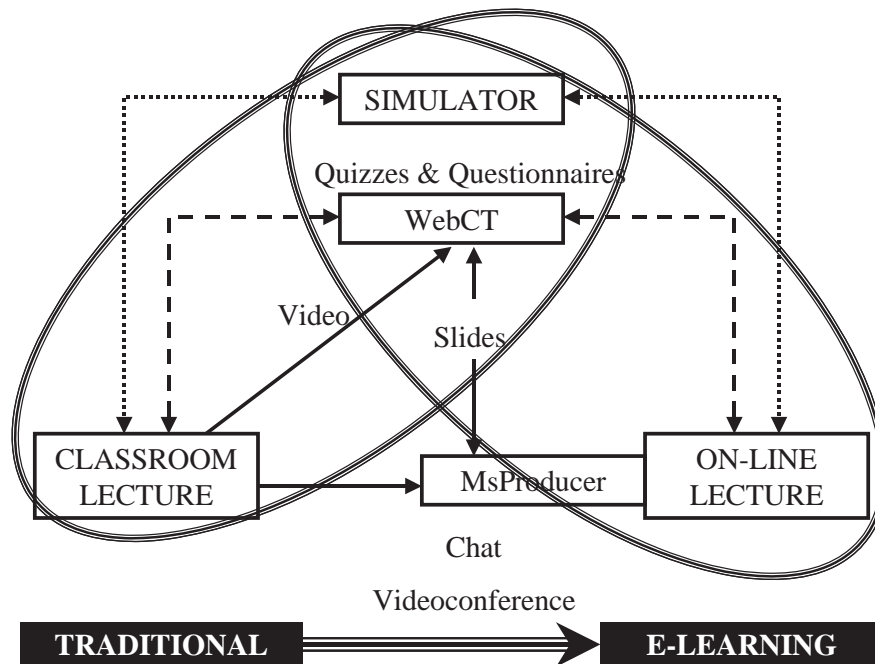 SIMULATOR
Quizzes & Questionnaires
WebCT
Video
Slides
CLASSROOM
LECTURE
MsProducer
ON-LINE
LECTURE
Chat
Videoconference
TRADITIONAL
E-LEARNING